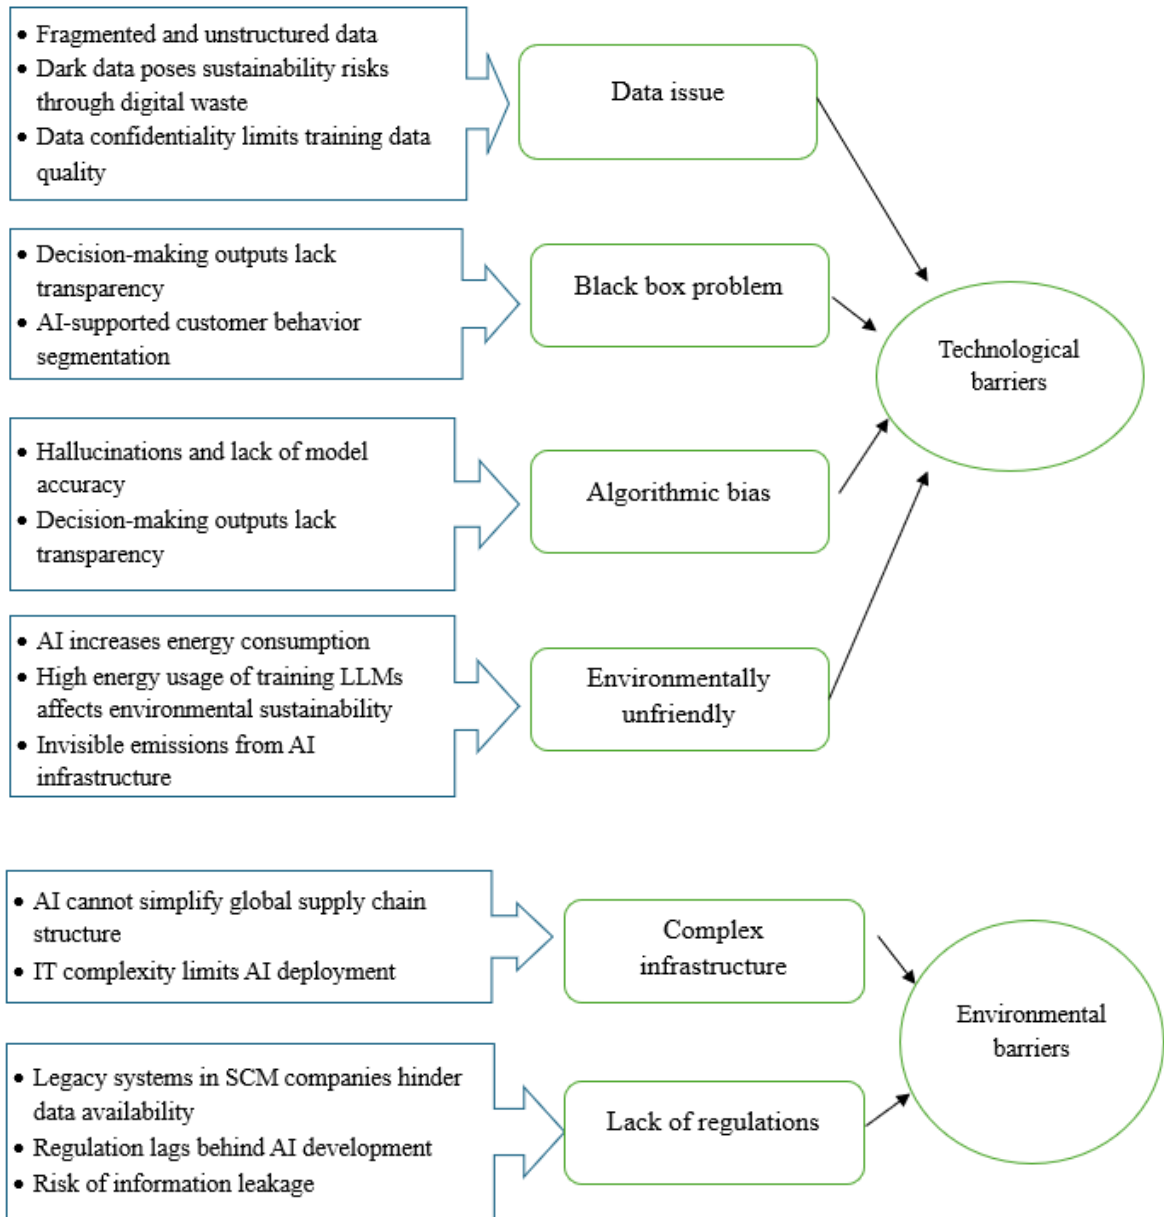 • Fragmented and unstructured data
• Dark data poses sustainability risks
through digital waste
• Data confidentiality limits training data
quality
Data issue
• Decision-making outputs lack
transparency
• AI-supported customer behavior
segmentation
Black box problem
Technological
barriers
• Hallucinations and lack of model
accuracy
• Decision-making outputs lack
transparency
Algorithmic bias
• AI increases energy consumption
• High energy usage of training LLMs
affects environmental sustainability
• Invisible emissions from AI
infrastructure
Environmentally
unfriendly
• AI cannot simplify global supply chain
structure
• IT complexity limits AI deployment
Complex
infrastructure
Environmental
barriers
• Legacy systems in SCM companies hinder
data availability
• Regulation lags behind AI development
• Risk of information leakage
Lack of regulations